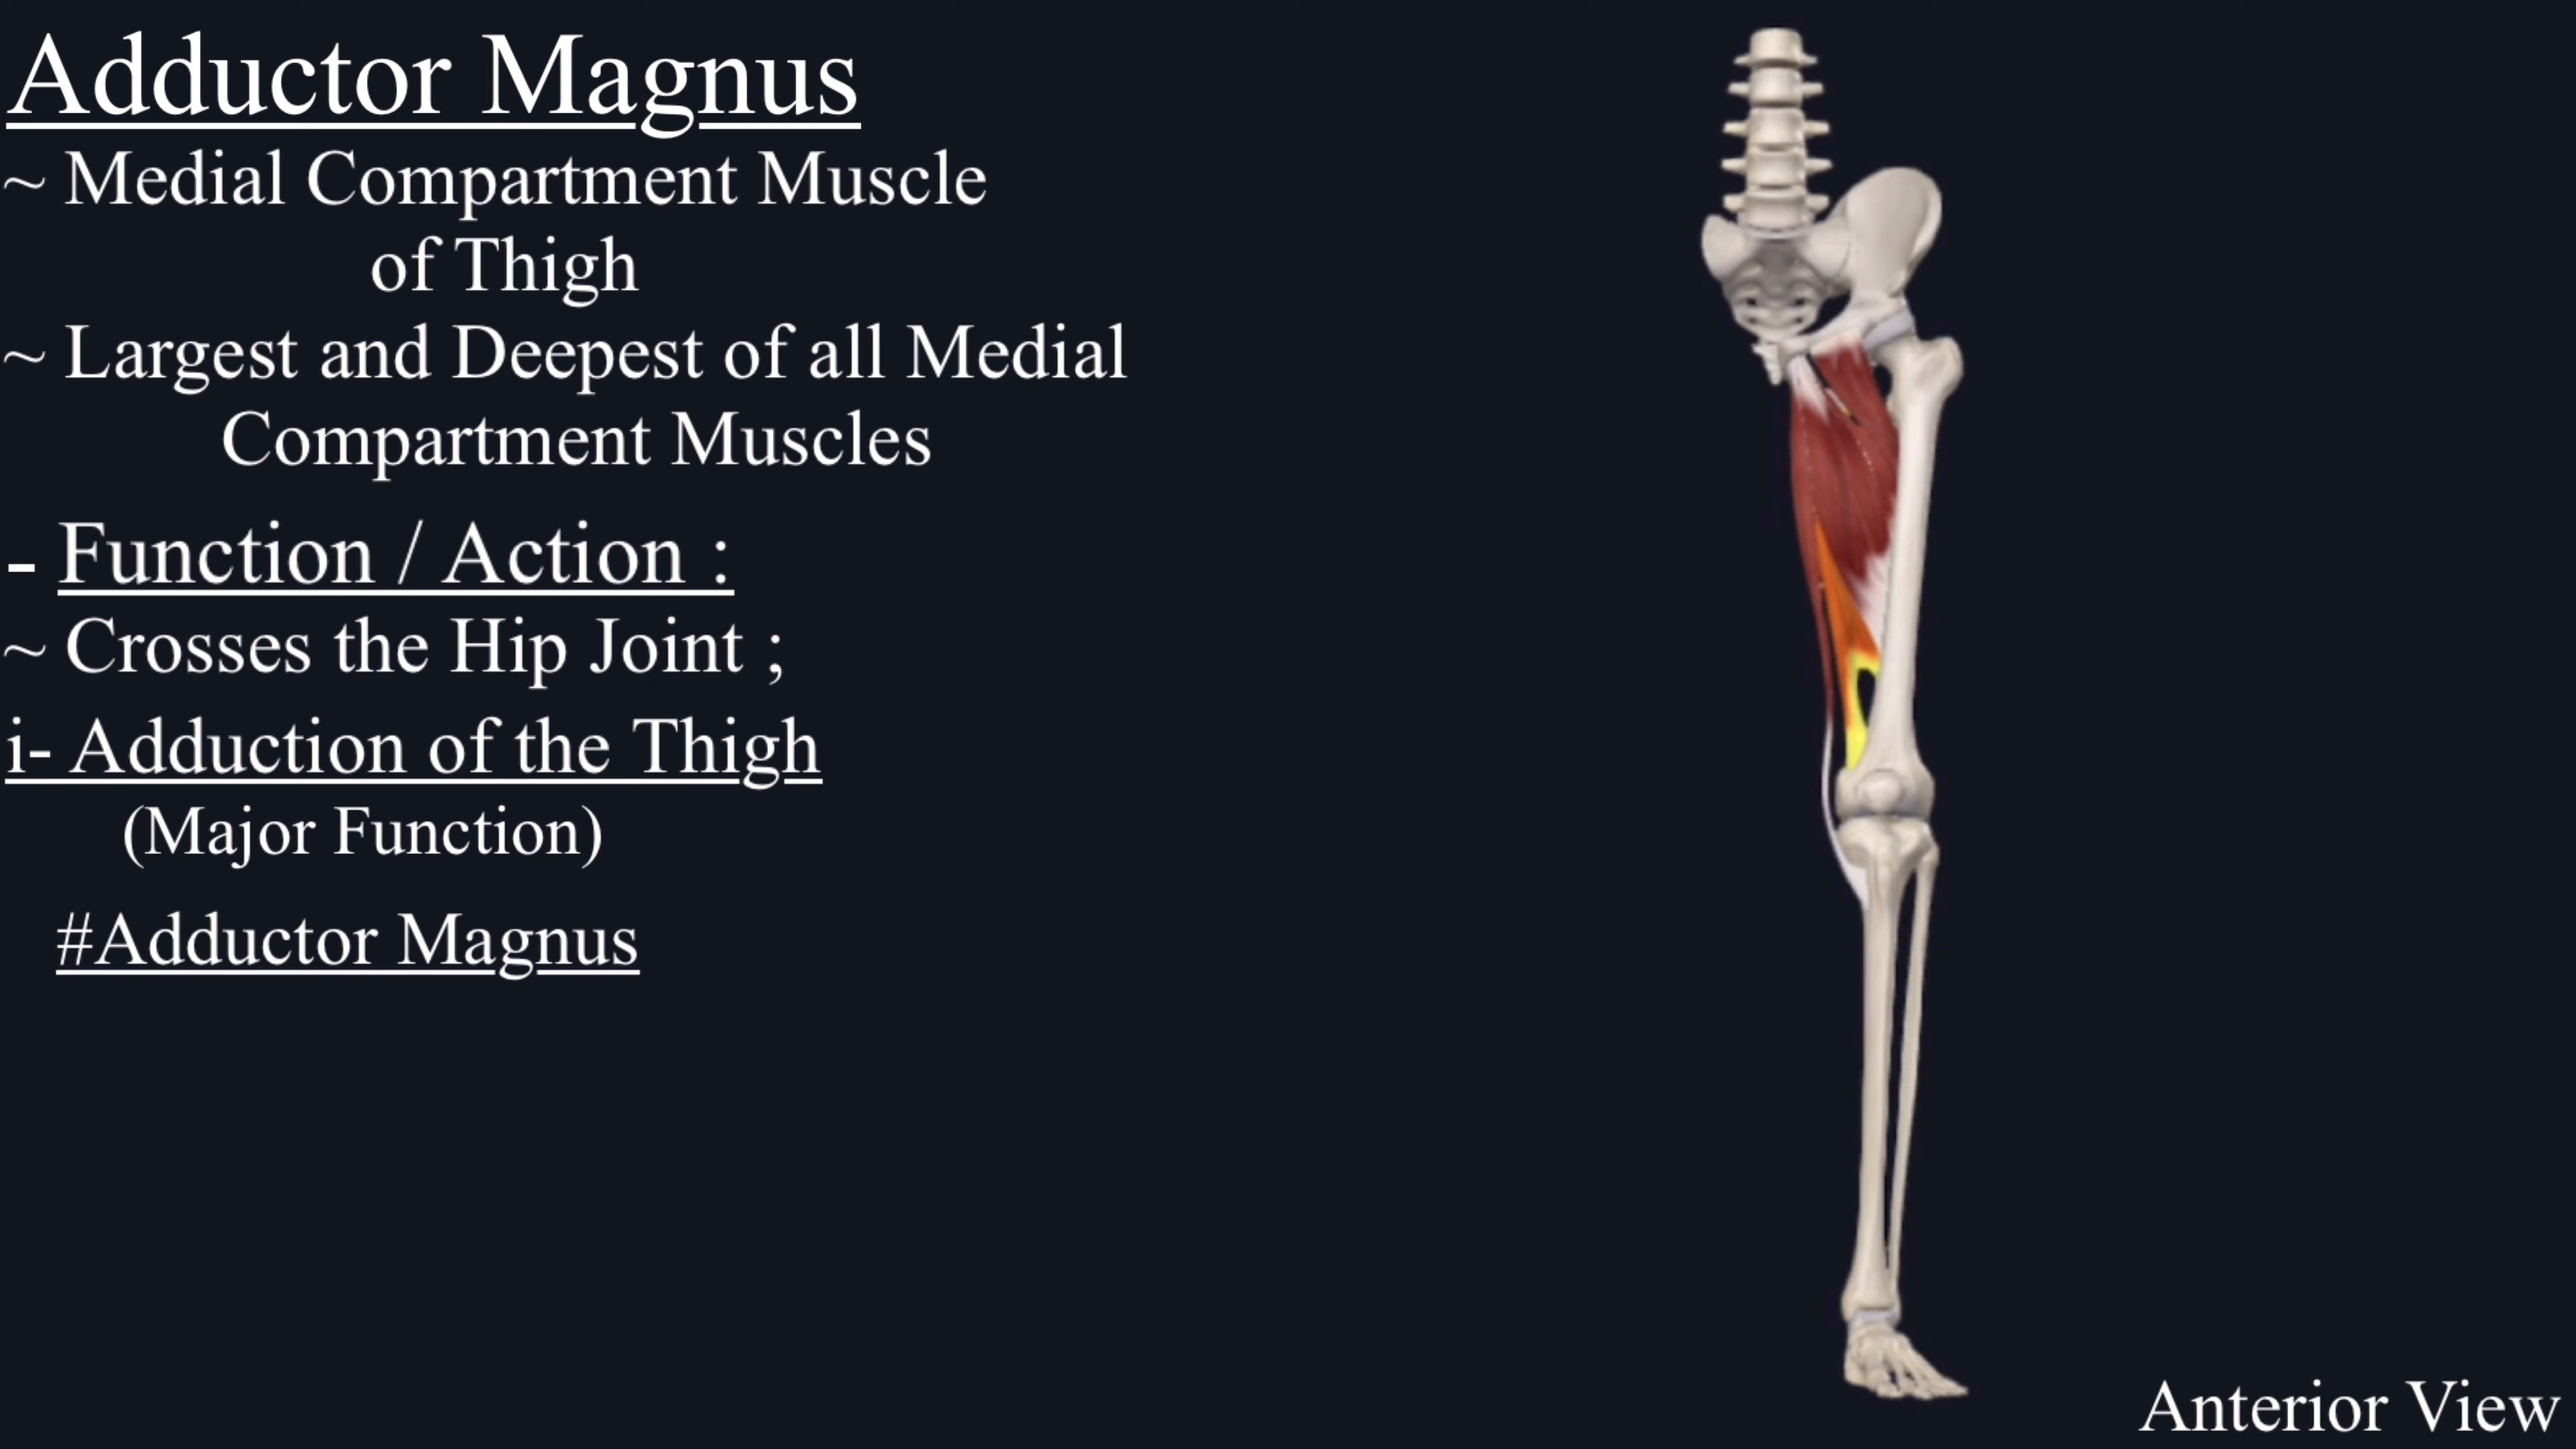 Adductor Magnus
~ Medial Compartment Muscle
of Thigh
~ Largest and Deepest of all Medial
Compartment Muscles
- Function / Action :
~ Crosses the Hip Joint ;
i- Adduction of the Thigh
(Major Function)
#Adductor Magnus
Anterior View